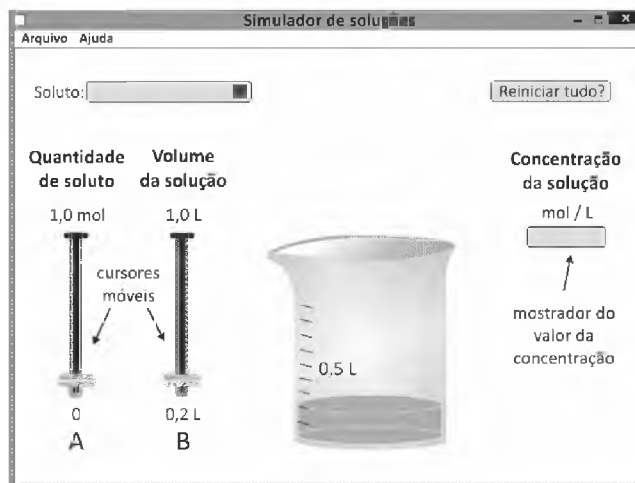 Simulador de soluções
Arquivo Ajuda
Soluto:
Reiniciar tudo?
Quantidade
de soluto
Volume
da solução
Concentração
da solução
1,0 mol
1,0 L
mol / L
cursores
móveis
mostrador do
valor da
concentração
0,5 L
0
0,2 L
A
B